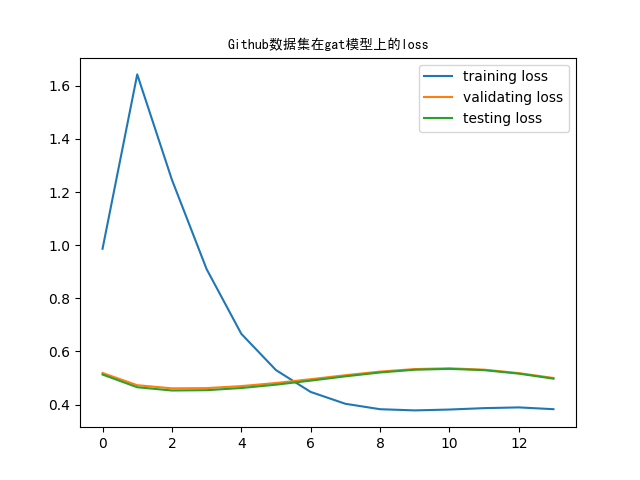 Github数据集在gat模型上的loss
training loss
validating loss
testing loss
1.6
1.4
1.2
1.0
0.8
0.6
0.4
0 2 4 6 8 10 12